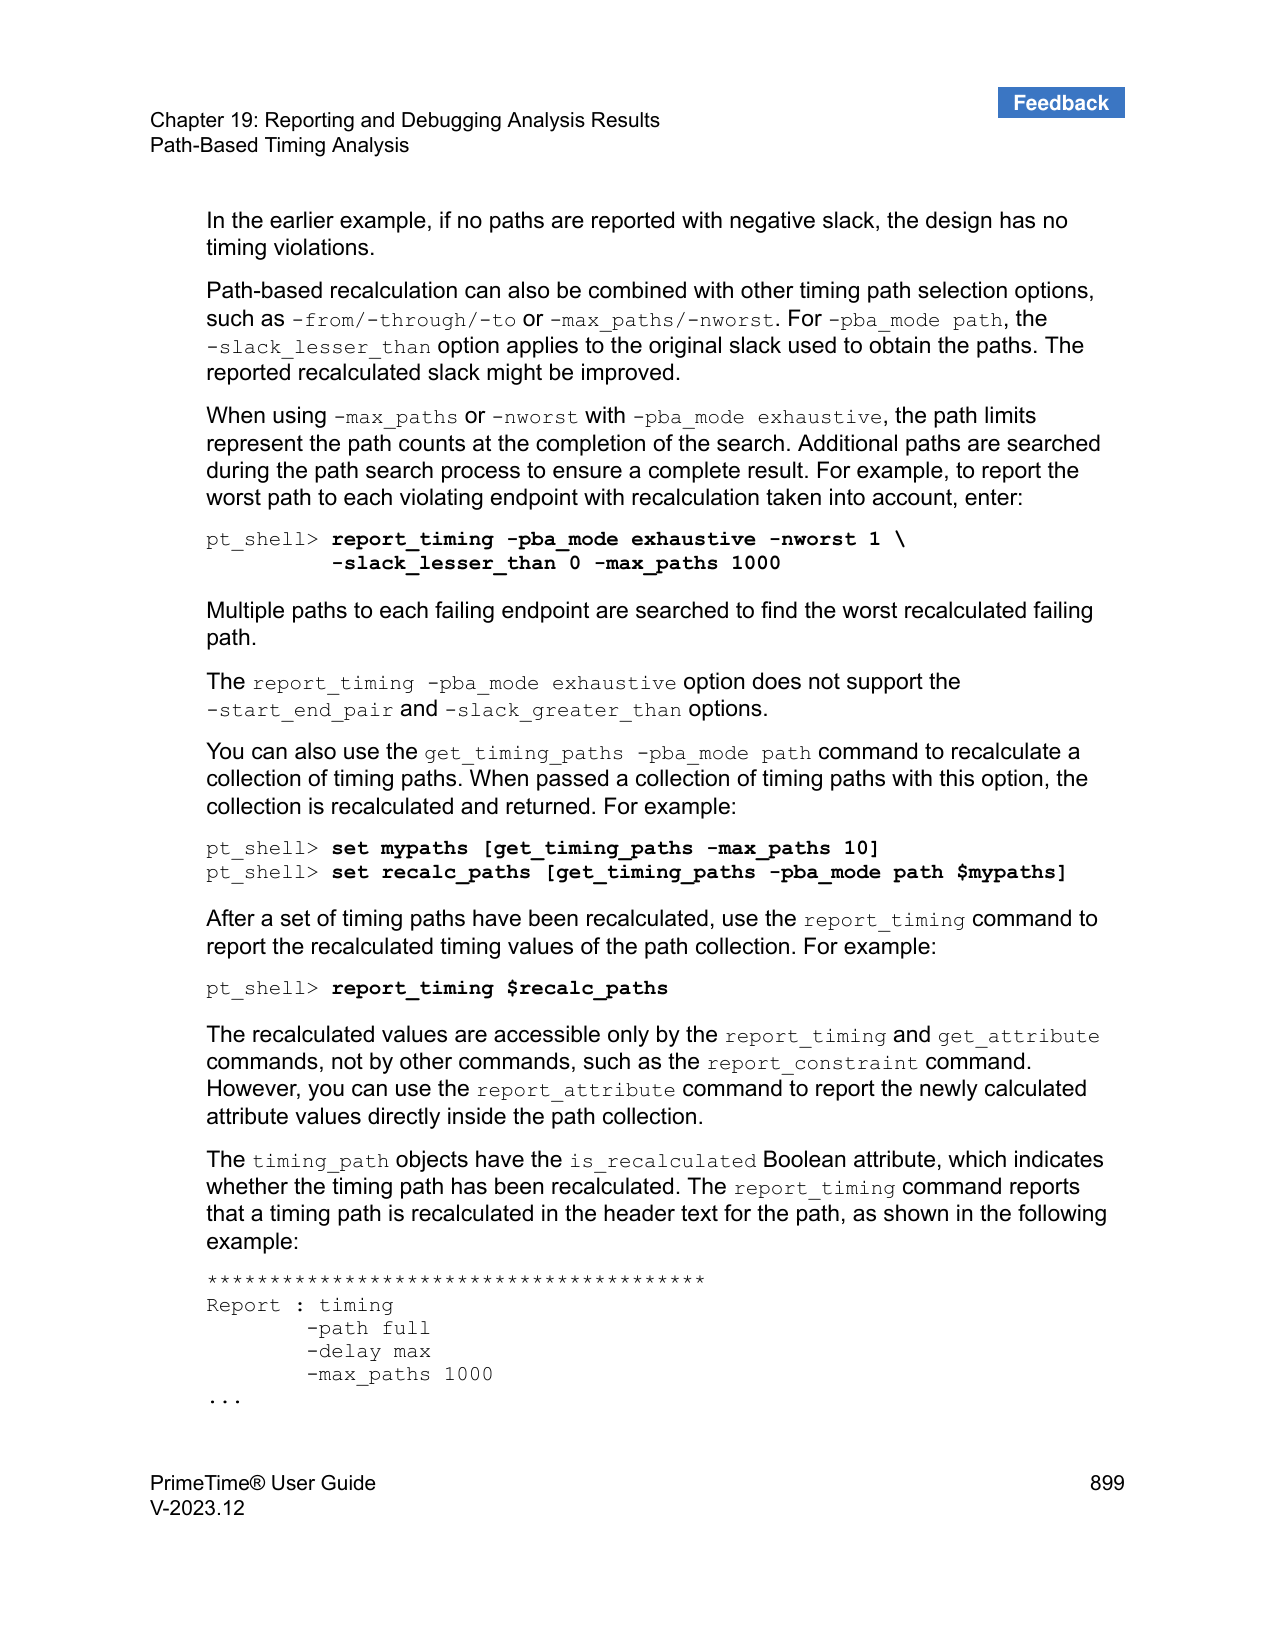 Feedback
Chapter 19: Reporting and Debugging Analysis Results
Path-Based Timing Analysis
In the earlier example, if no paths are reported with negative slack, the design has no
timing violations.
Path-based recalculation can also be combined with other timing path selection options,
such as -from/-through/-to or -max_paths/-nworst. For -pba_mode path, the
-slack_lesser_than option applies to the original slack used to obtain the paths. The
reported recalculated slack might be improved.
When using -max_paths or -nworst with -pba_mode exhaustive, the path limits
represent the path counts at the completion of the search. Additional paths are searched
during the path search process to ensure a complete result. For example, to report the
worst path to each violating endpoint with recalculation taken into account, enter:
pt_shell> report_timing -pba_mode exhaustive -nworst 1 \
          -slack_lesser_than 0 -max_paths 1000
Multiple paths to each failing endpoint are searched to find the worst recalculated failing
path.
The report_timing -pba_mode exhaustive option does not support the
-start_end_pair and -slack_greater_than options.
You can also use the get_timing_paths -pba_mode path command to recalculate a
collection of timing paths. When passed a collection of timing paths with this option, the
collection is recalculated and returned. For example:
pt_shell> set mypaths [get_timing_paths -max_paths 10]
pt_shell> set recalc_paths [get_timing_paths -pba_mode path $mypaths]
After a set of timing paths have been recalculated, use the report_timing command to
report the recalculated timing values of the path collection. For example:
pt_shell> report_timing $recalc_paths
The recalculated values are accessible only by the report_timing and get_attribute
commands, not by other commands, such as the report_constraint command.
However, you can use the report_attribute command to report the newly calculated
attribute values directly inside the path collection.
The timing_path objects have the is_recalculated Boolean attribute, which indicates
whether the timing path has been recalculated. The report_timing command reports
that a timing path is recalculated in the header text for the path, as shown in the following
example:
****************************************
Report : timing
        -path full
        -delay max
        -max_paths 1000
...
PrimeTime® User Guide 899
V-2023.12